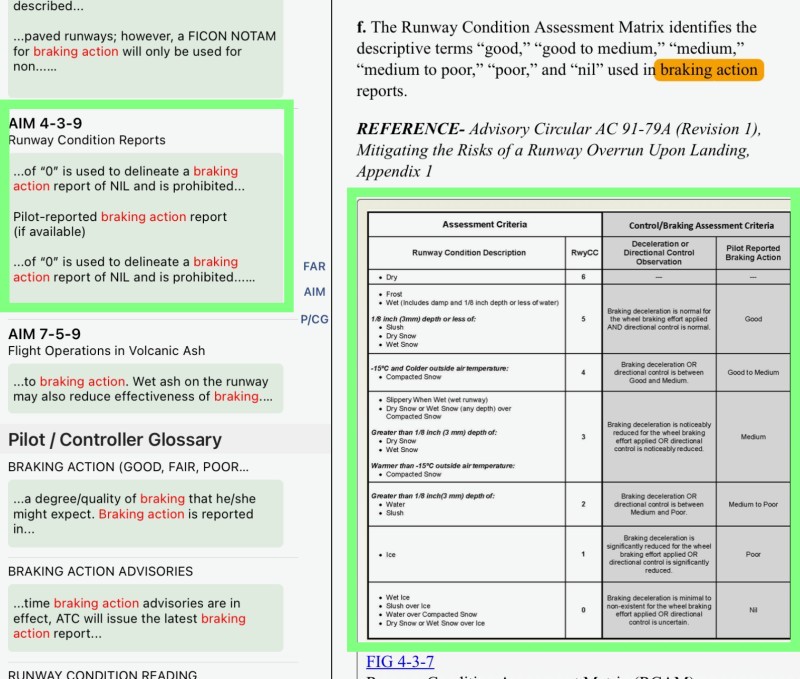 described...
...paved runways; however, a FICON NOTAM
for braking action will only be used for
non......
AIM 4-3-9
Runway Condition Reports
...of “0” is used to delineate a braking
action report of NIL and is prohibited...
Pilot-reported braking action report
(if available)
...of “0” is used to delineate a braking
action report of NIL and is prohibited......
AIM 7-5-9
Flight Operations in Volcanic Ash
...to braking action. Wet ash on the runway
may also reduce effectiveness of braking....
Pilot / Controller Glossary
BRAKING ACTION (GOOD, FAIR, POOR...
...a degree/quality of braking that he/she
might expect. Braking action is reported
in...
BRAKING ACTION ADVISORIES
...time braking action advisories are in
effect, ATC will issue the latest braking
action report...
RUNWAY CONDITION READING
FAR
AIM
P/CG
f. The Runway Condition Assessment Matrix identifies the
descriptive terms “good,” “good to medium,” “medium,”
“medium to poor,” “poor,” and “nil” used in braking action
reports.
REFERENCE- Advisory Circular AC 91-79A (Revision 1),
Mitigating the Risks of a Runway Overrun Upon Landing,
Appendix 1
Assessment Criteria
Control/Braking Assessment Criteria
Runway Condition Description
RwyCC
Deceleration or
Directional Control
Observation
Pilot Reported
Braking Action
• Dry
6
—
—
• Frost
• Wet (Includes damp and 1/8 inch depth or less of water)
1/8 inch (3mm) depth or less of:
• Slush
• Dry Snow
• Wet Snow
5
Braking deceleration is normal for
the wheel braking effort applied
AND directional control is normal.
Good
-15ºC and Colder outside air temperature:
• Compacted Snow
4
Braking deceleration OR
directional control is between
Good and Medium.
Good to Medium
• Slippery When Wet (wet runway)
• Dry Snow or Wet Snow (any depth) over
Compacted Snow
Greater than 1/8 inch (3 mm) depth of:
• Dry Snow
• Wet Snow
Warmer than -15ºC outside air temperature:
• Compacted Snow
3
Braking deceleration is noticeably
reduced for the wheel braking
effort applied OR directional
control is noticeably reduced.
Medium
Greater than 1/8 inch(3 mm) depth of:
• Water
• Slush
2
Braking deceleration OR
directional control is between
Medium and Poor.
Medium to Poor
• Ice
1
Braking deceleration is
significantly reduced for the wheel
braking effort applied OR
directional control is significantly
reduced.
Poor
• Wet Ice
• Slush over Ice
• Water over Compacted Snow
• Dry Snow or Wet Snow over Ice
0
Braking deceleration is minimal to
non-existent for the wheel braking
effort applied OR directional
control is uncertain.
Nil
FIG 4-3-7